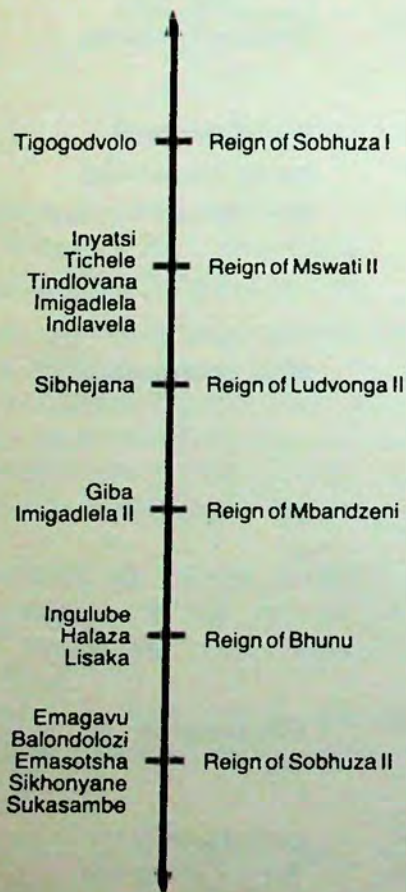 Tigogodvolo
Reign of Sobhuza I
Inyatsi
Tichele
Tindlovana
Imigadlela
Indlavela
Reign of Mswati II
Sibhejana
Reign of Ludvonga II
Giba
Imigadlela II
Reign of Mbandzeni
Ingulube
Halaza
Lisaka
Reign of Bhunu
Emagavu
Balondolozi
Emasotsha
Sikhonyane
Sukasambe
Reign of Sobhuza II